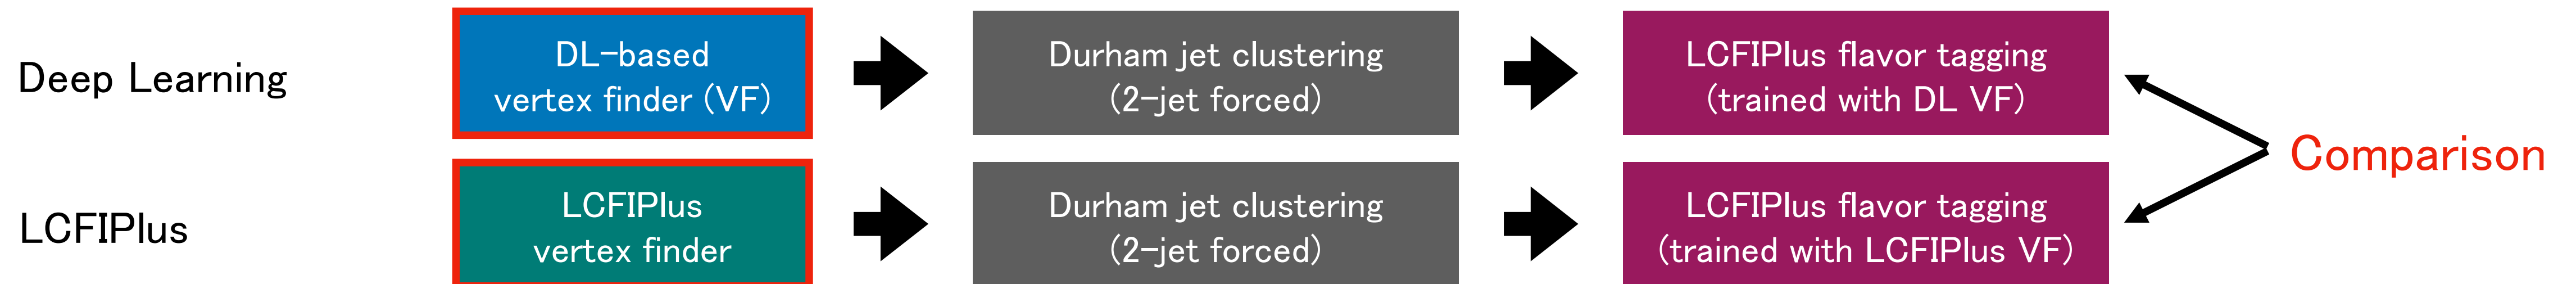 Deep Learning
DL-based
vertex finder (VF)
Durham jet clustering
(2-jet forced)
LCFIPlus flavor tagging
(trained with DL VF)
Comparison
LCFIPlus
LCFIPlus
vertex finder
Durham jet clustering
(2-jet forced)
LCFIPlus flavor tagging
(trained with LCFIPlus VF)